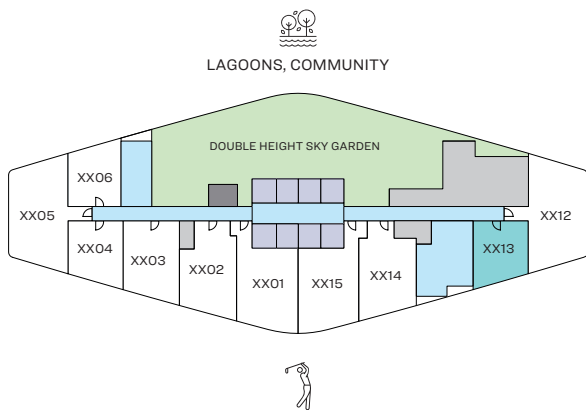 LAGOONS, COMMUNITY
DOUBLE HEIGHT SKY GARDEN
XX06
XX05
XX12
XX04
XX03
XX02
XX01
XX15
XX14
XX13